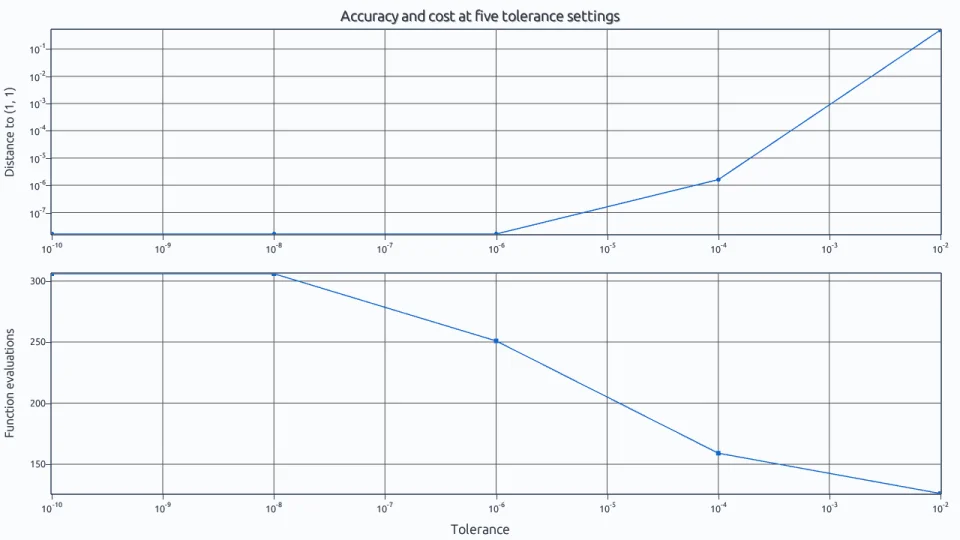 Accuracy and cost at five tolerance settings
Distance to (1, 1)
10⁻¹
10⁻²
10⁻³
10⁻⁴
10⁻⁵
10⁻⁶
10⁻⁷
10⁻¹⁰ 10⁻⁹ 10⁻⁸ 10⁻⁷ 10⁻⁶ 10⁻⁵ 10⁻⁴ 10⁻³ 10⁻²
Function evaluations
300
250
200
150
10⁻¹⁰ 10⁻⁹ 10⁻⁸ 10⁻⁷ 10⁻⁶ 10⁻⁵ 10⁻⁴ 10⁻³ 10⁻²
Tolerance